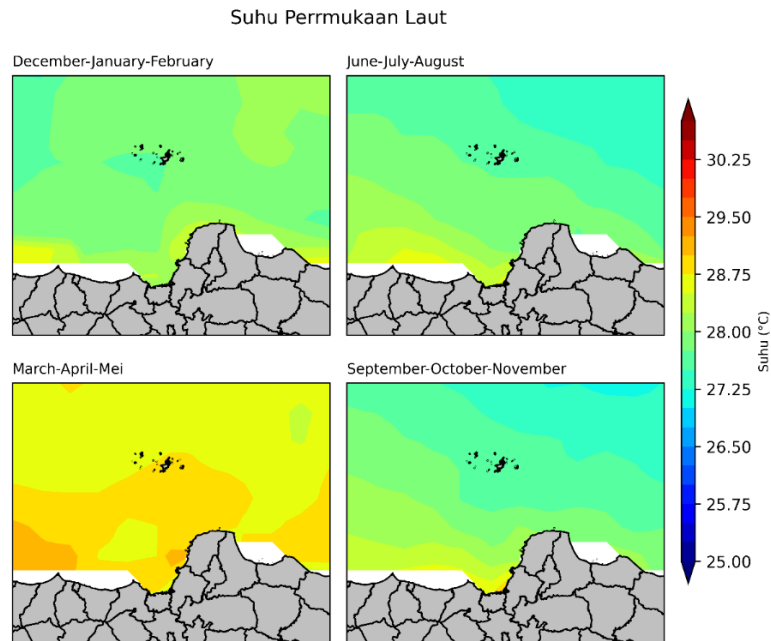 Suhu Perrmukaan Laut
December-January-February
June-July-August
March-April-Mei
September-October-November
30.25
29.50
28.75
28.00
27.25
26.50
25.75
25.00
Suhu (°C)